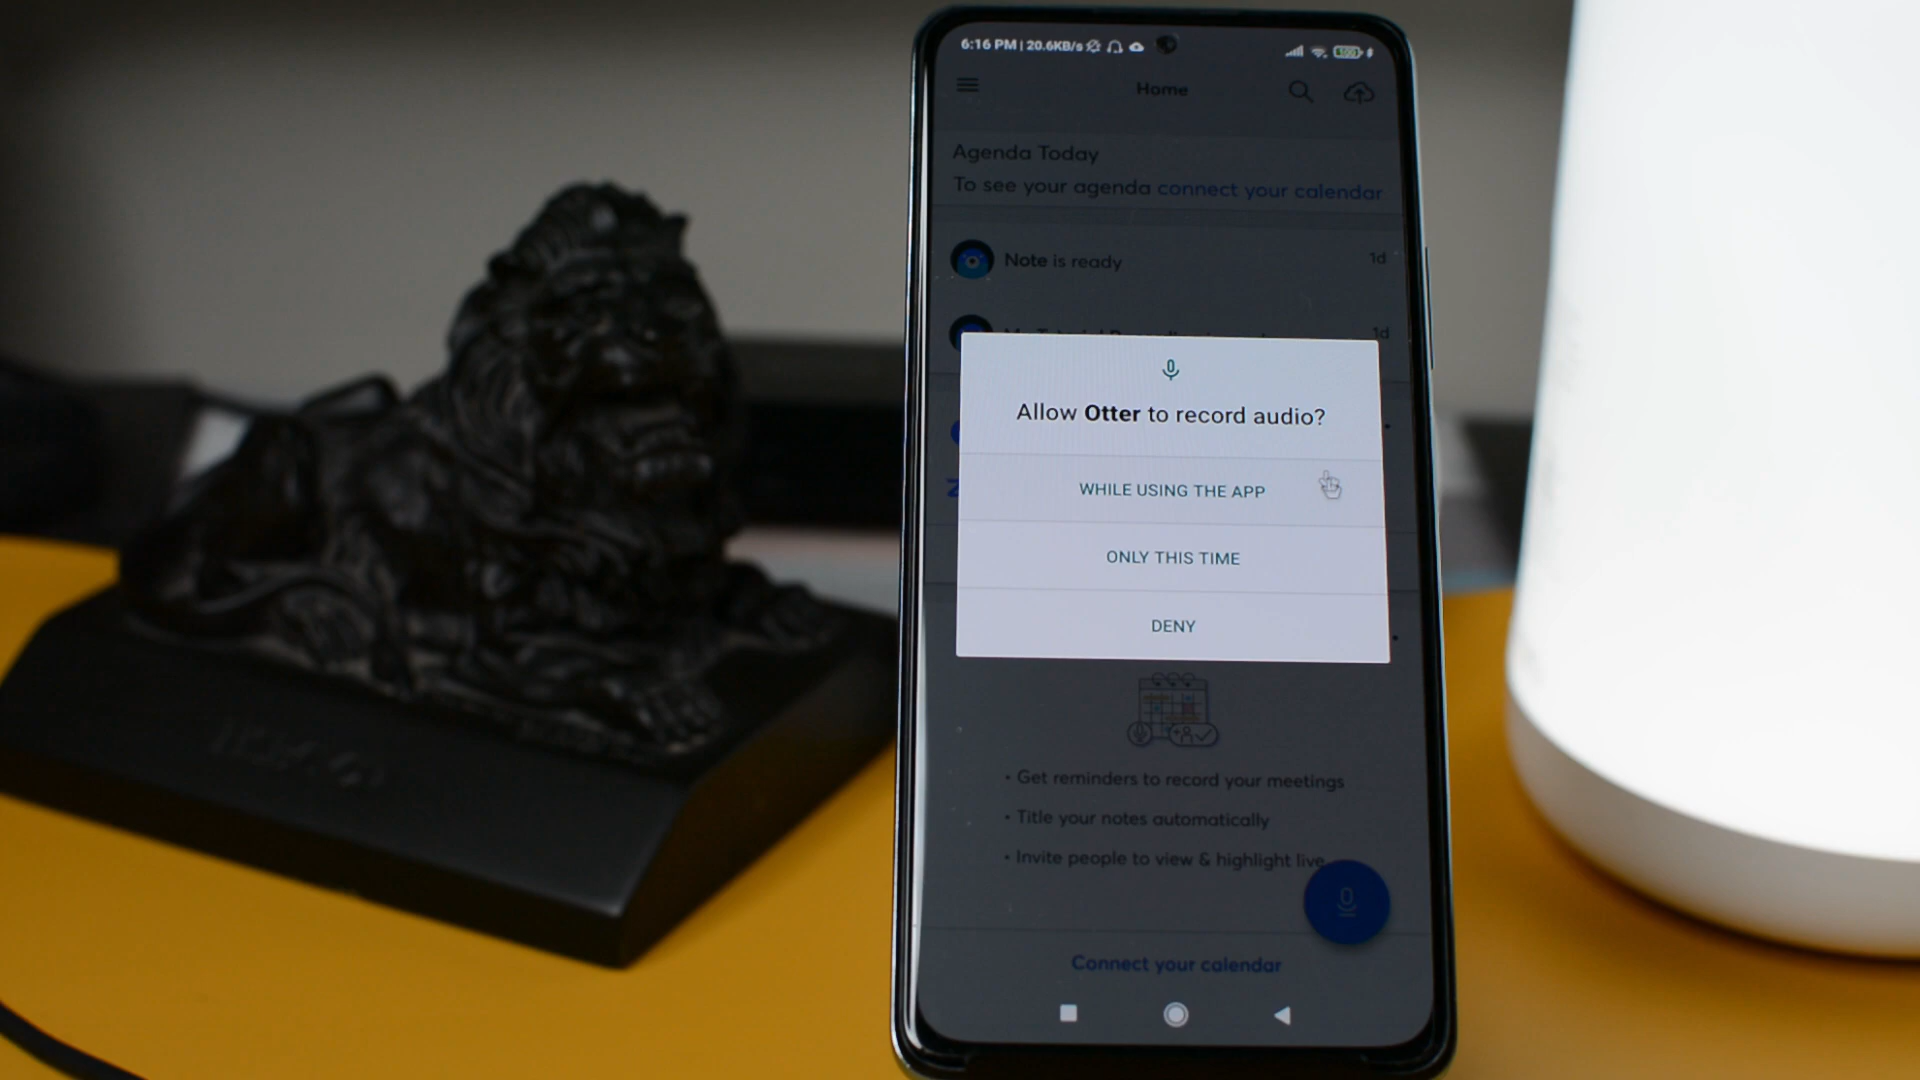 6:16 PM | 20.6KB/s
100
Home
Agenda Today
To see your agenda connect your calendar
Note is ready
1d
1d
Allow Otter to record audio?
WHILE USING THE APP
ONLY THIS TIME
DENY
• Get reminders to record your meetings
• Title your notes automatically
• Invite people to view & highlight live
Connect your calendar